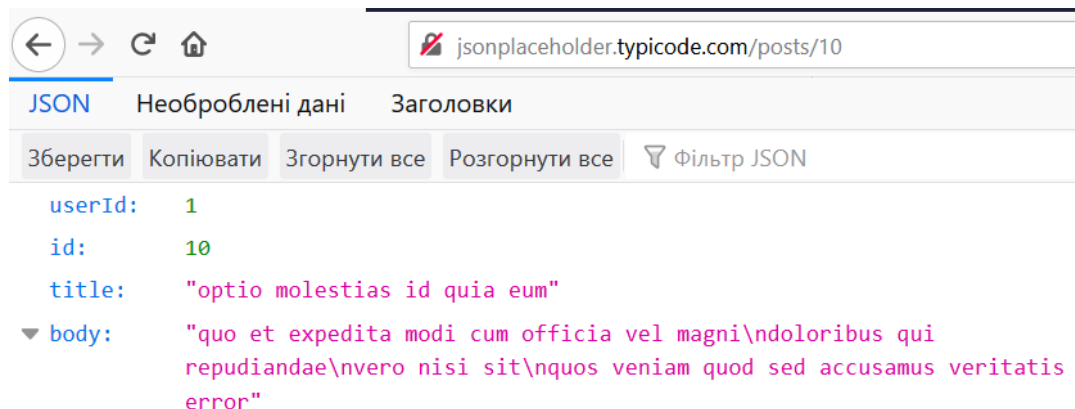 jsonplaceholder.typicode.com/posts/10
JSON Необроблені дані Заголовки
Зберегти Копіювати Згорнути все Розгорнути все Фільтр JSON
userId: 1
id: 10
title: "optio molestias id quia eum"
body: "quo et expedita modi cum officia vel magni\ndoloribus qui
repudiandae\nvero nisi sit\nquos veniam quod sed accusamus veritatis
error"